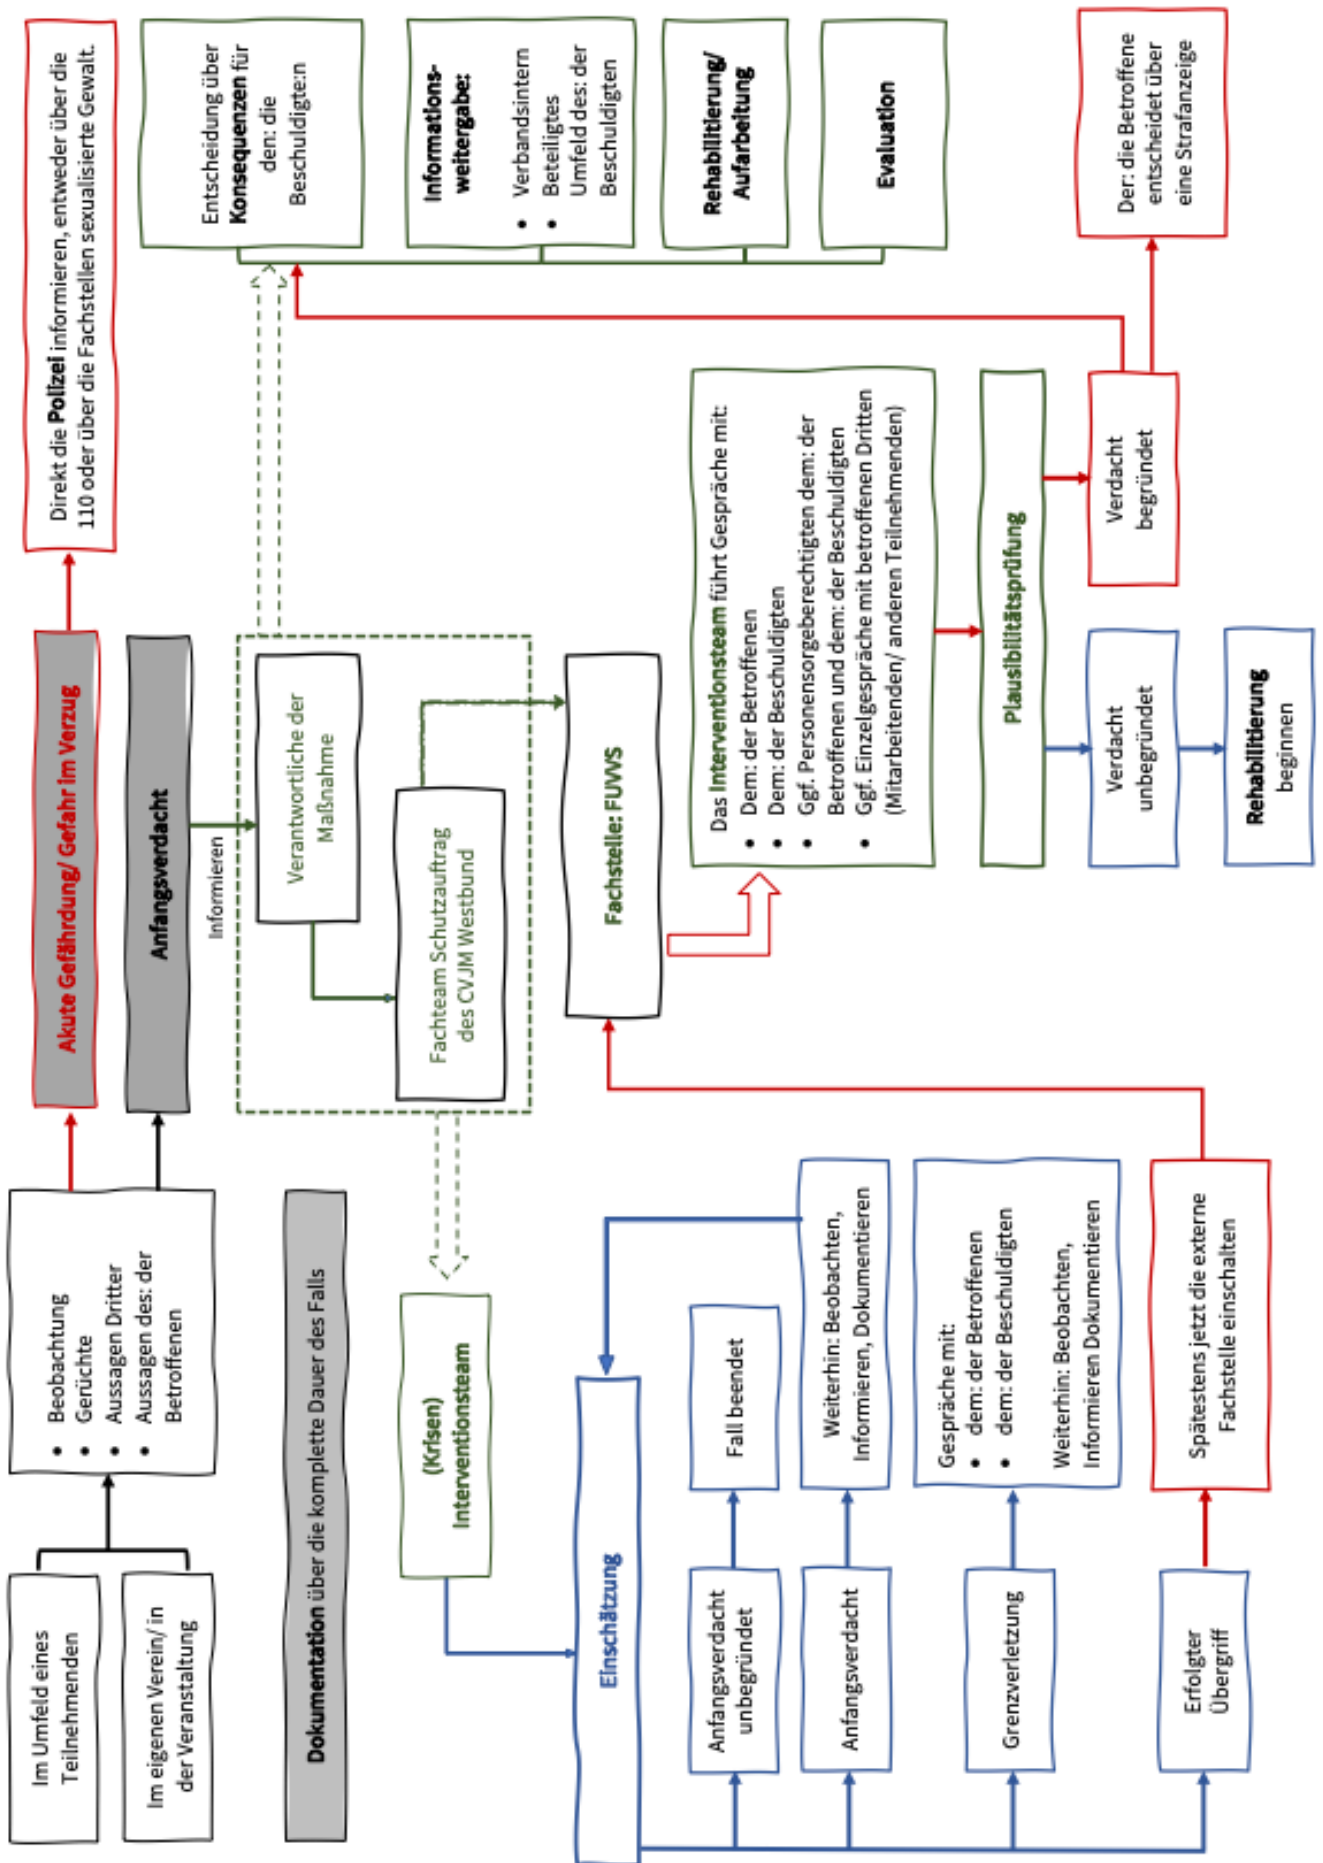 Im Umfeld eines
Teilnehmenden
Im eigenen Verein/ in
der Veranstaltung
• Beobachtung
• Gerüchte
• Aussagen Dritter
• Aussagen des: der
Betroffenen
Akute Gefährdung/ Gefahr im Verzug
Direkt die Polizei informieren, entweder über die
110 oder über die Fachstellen sexualisierte Gewalt.
Anfangsverdacht
Informieren
Dokumentation über die komplette Dauer des Falls
Verantwortliche der
Maßnahme
Fachteam Schutzauftrag
des CVJM Westbund
Entscheidung über
Konsequenzen für
den: die
Beschuldigte:n
Informations-
weitergabe:
• Verbandsintern
• Beteiligtes
Umfeld des: der
Beschuldigten
Rehabilitierung/
Aufarbeitung
Evaluation
(Krisen)
Interventionsteam
Einschätzung
Anfangsverdacht
unbegründet
Fall beendet
Anfangsverdacht
Weiterhin: Beobachten,
Informieren, Dokumentieren
Grenzverletzung
Gespräche mit:
• dem: der Betroffenen
• dem: der Beschuldigten
Weiterhin: Beobachten,
Informieren Dokumentieren
Erfolgter
Übergriff
Spätestens jetzt die externe
Fachstelle einschalten
Fachstelle: FUVVS
Das Interventionsteam führt Gespräche mit:
• Dem: der Betroffenen
• Dem: der Beschuldigten
• Ggf. Personensorgeberechtigten dem: der
Betroffenen und dem: der Beschuldigten
• Ggf. Einzelgespräche mit betroffenen Dritten
(Mitarbeitenden/ anderen Teilnehmenden)
Plausibilitätsprüfung
Verdacht
unbegründet
Rehabilitierung
beginnen
Verdacht
begründet
Der: die Betroffene
entscheidet über
eine Strafanzeige